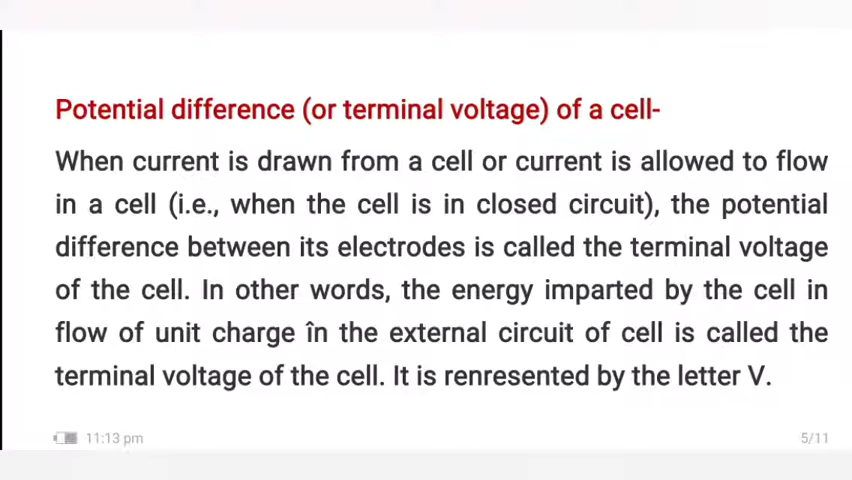 Potential difference (or terminal voltage) of a cell-
When current is drawn from a cell or current is allowed to flow
in a cell (i.e., when the cell is in closed circuit), the potential
difference between its electrodes is called the terminal voltage
of the cell. In other words, the energy imparted by the cell in
flow of unit charge în the external circuit of cell is called the
terminal voltage of the cell. It is renresented by the letter V.
11:13 pm 5/11